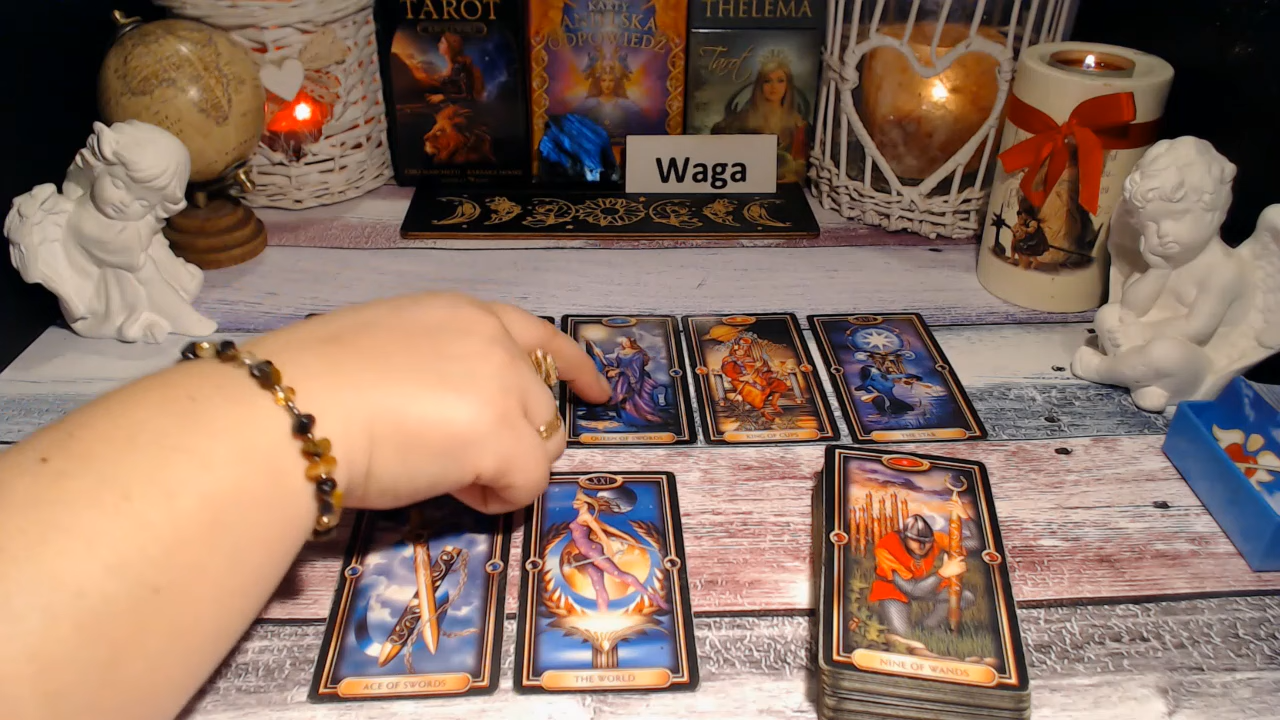 TAROT
KARTY
ANIELSKA
ODPOWIEDŹ
THELEMA
Tarot
Waga
QUEEN OF SWORDS
KING OF CUPS
XVII
THE STAR
ACE OF SWORDS
XXI
THE WORLD
NINE OF WANDS